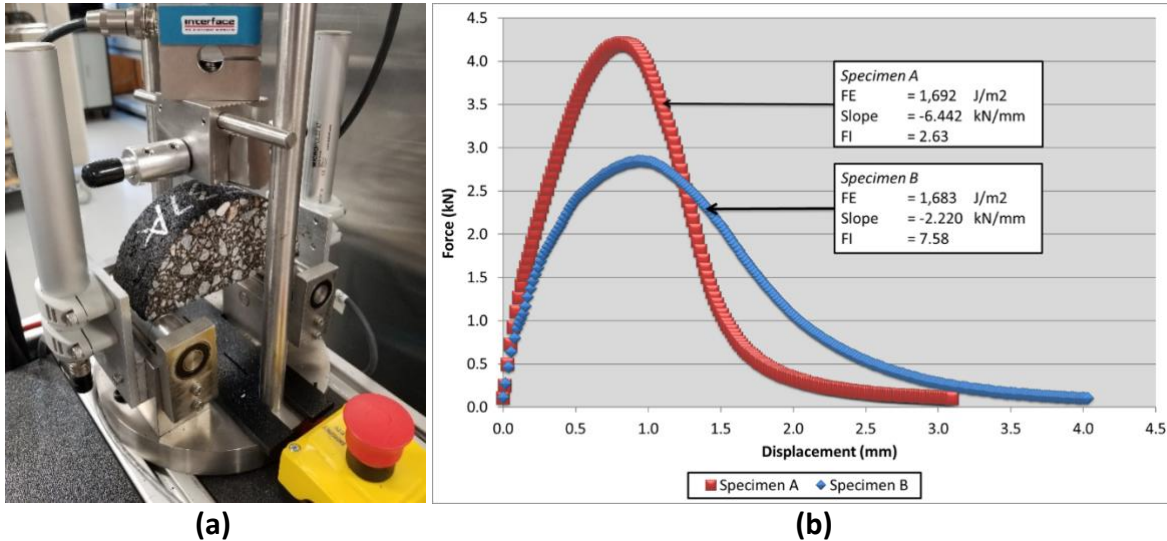 interface
7A
(a)
4.5
4.0
3.5
3.0
2.5
2.0
1.5
1.0
0.5
0.0
Force (kN)
Specimen A
FE = 1,692 J/m2
Slope = -6.442 kN/mm
FI = 2.63
Specimen B
FE = 1,683 J/m2
Slope = -2.220 kN/mm
FI = 7.58
0.0 0.5 1.0 1.5 2.0 2.5 3.0 3.5 4.0 4.5
Displacement (mm)
Specimen A Specimen B
(b)